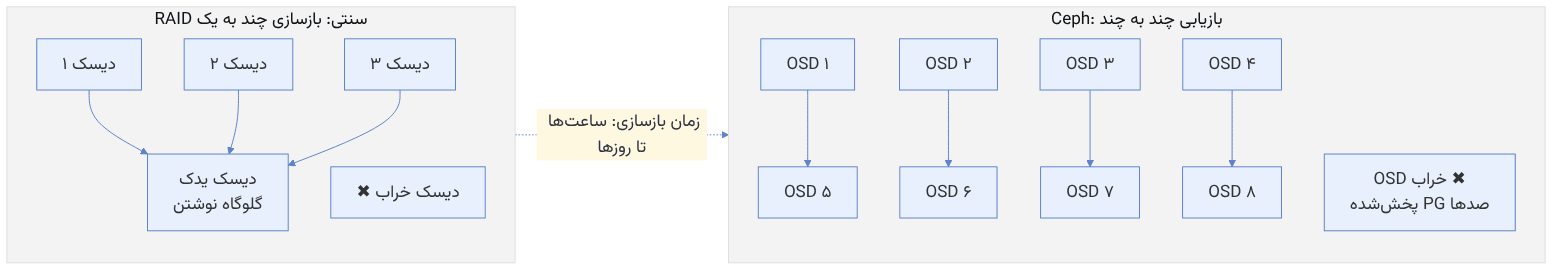 سنتی: بازسازی چند به یک RAID
دیسک ۱
دیسک ۲
دیسک ۳
دیسک یدک
گلوگاه نوشتن
دیسک خراب ✖
زمان بازسازی: ساعت‌ها
تا روزها
بازیابی چند به چند :Ceph
OSD ۱
OSD ۲
OSD ۳
OSD ۴
OSD ۵
OSD ۶
OSD ۷
OSD ۸
✖ خراب OSD
صدها PG پخش‌شده